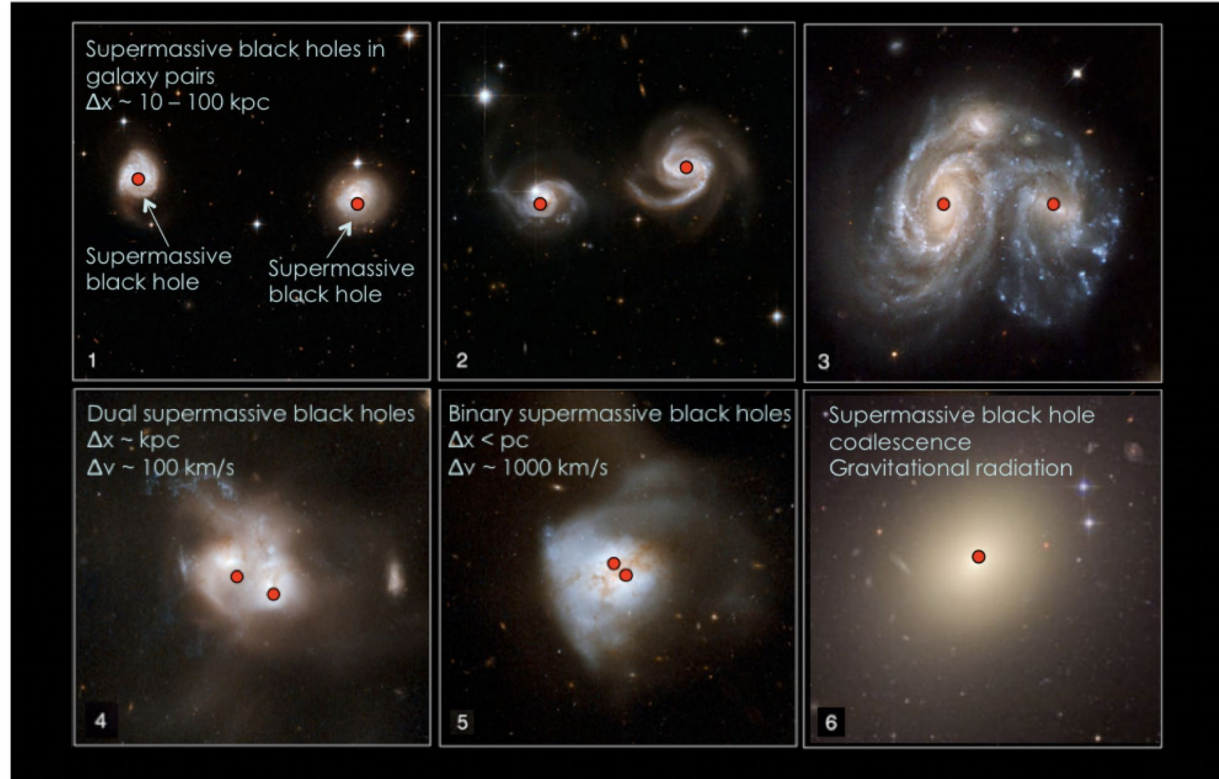 Supermassive black holes in
galaxy pairs
Δx ~ 10 – 100 kpc
Supermassive
black hole
Supermassive
black hole
1
2
3
Dual supermassive black holes
Δx ~ kpc
Δv ~ 100 km/s
4
Binary supermassive black holes
Δx < pc
Δv ~ 1000 km/s
5
Supermassive black hole
coalescence
Gravitational radiation
6